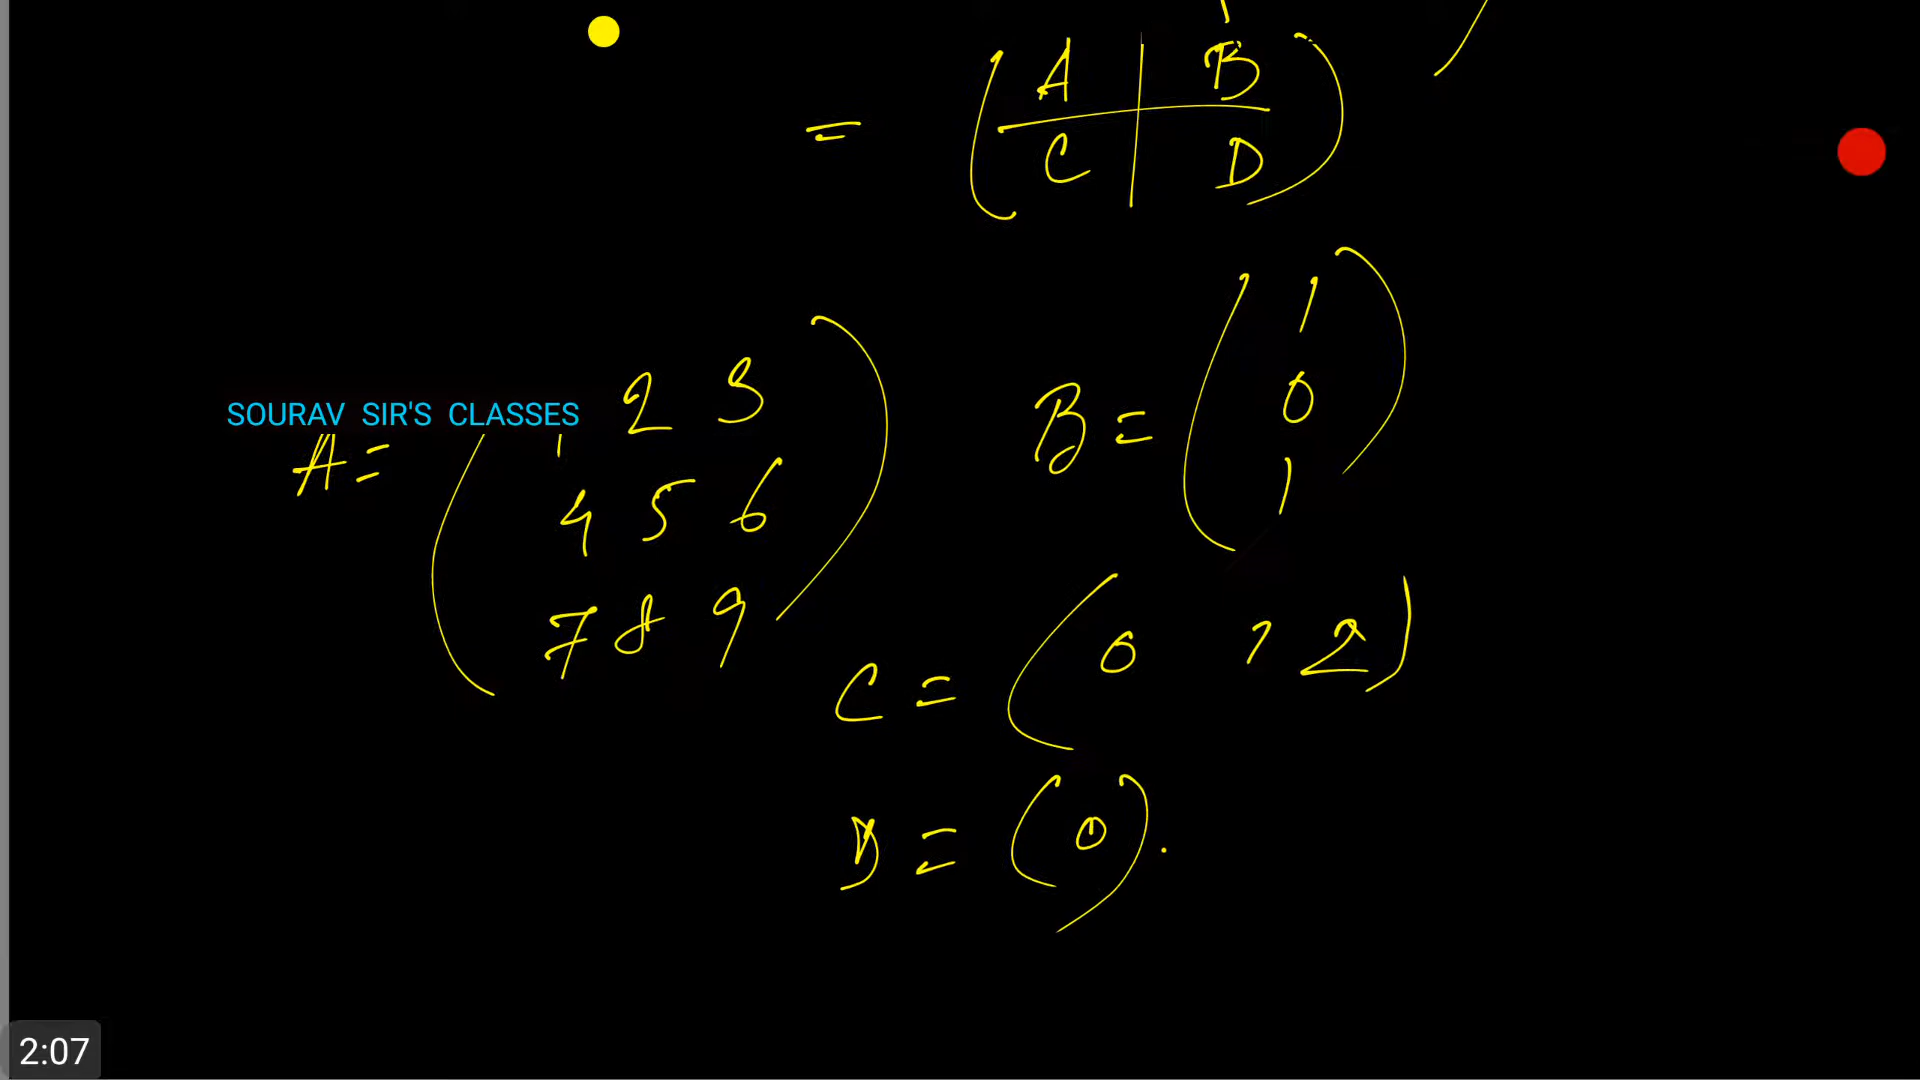 = ( A | B )
C | D
SOURAV SIR'S CLASSES
A = ( 1 2 3
4 5 6
7 8 9 )
B = ( 1
0
1 )
C = ( 0 1 2 )
D = ( 0 ) .
2:07